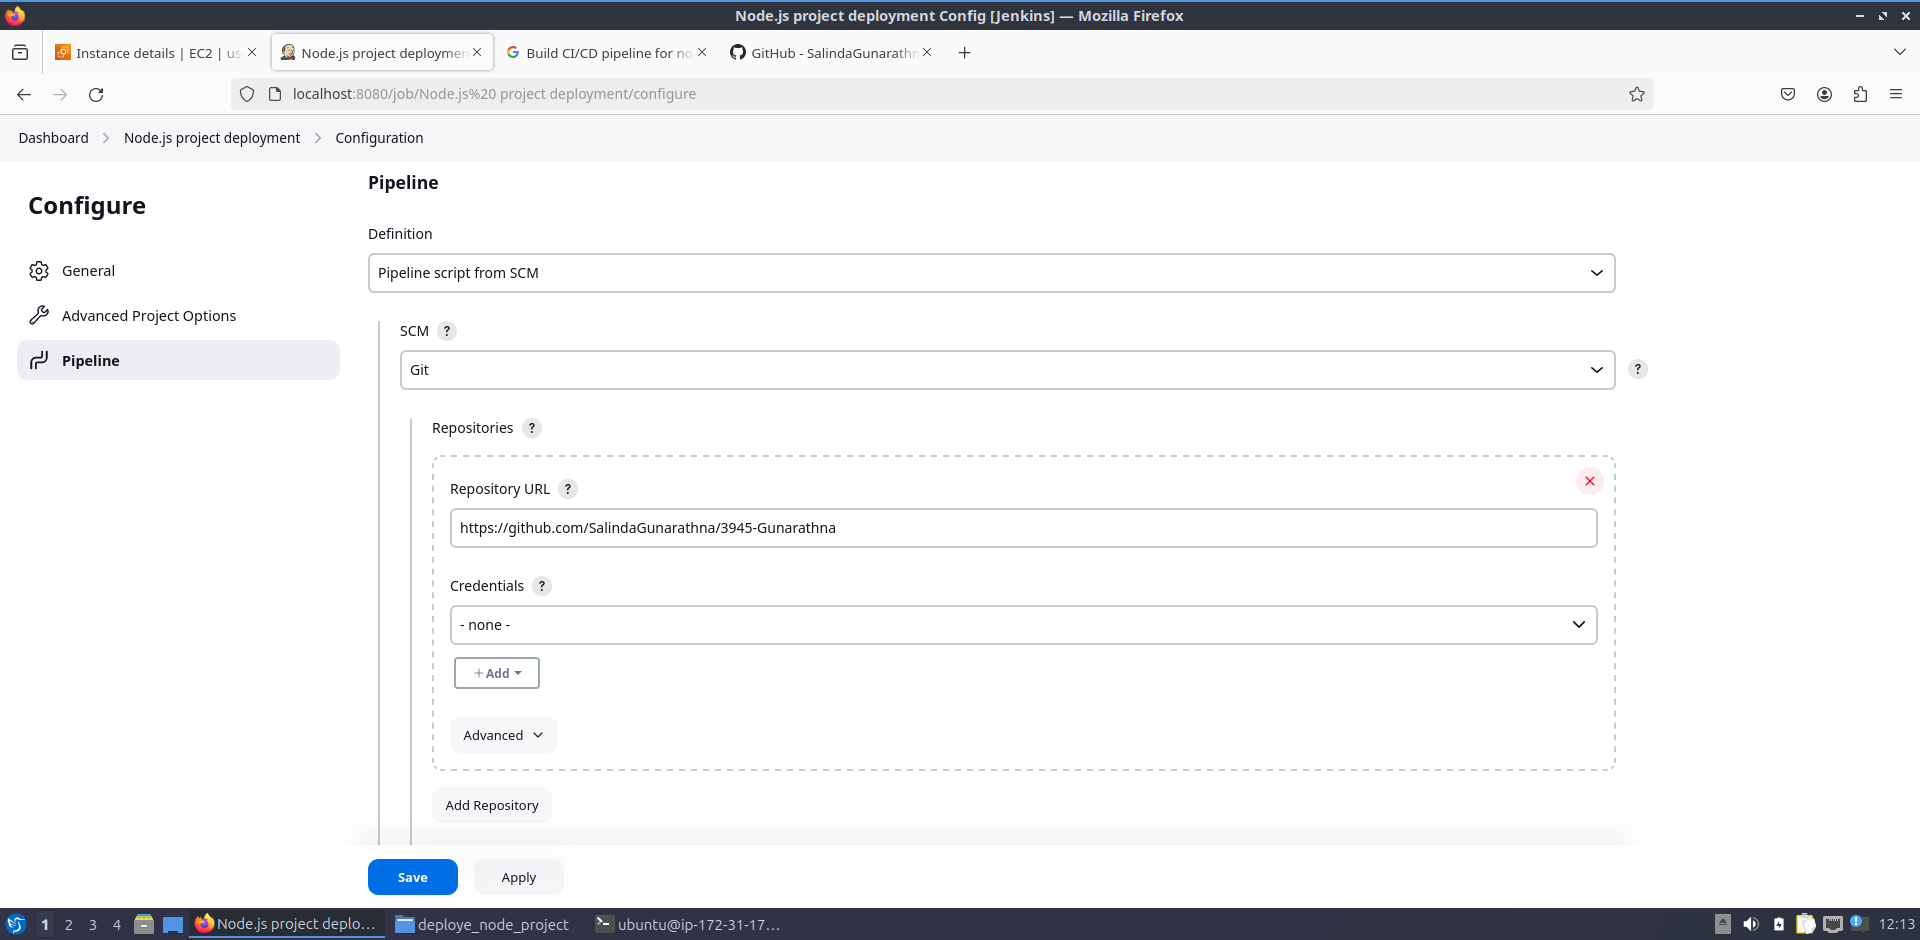 Node.js project deployment Config [Jenkins] — Mozilla Firefox
Instance details | EC2 | us
Node.js project deploymen
Build CI/CD pipeline for no
GitHub - SalindaGunarathn
localhost:8080/job/Node.js%20 project deployment/configure
Dashboard
Node.js project deployment
Configuration
Configure
General
Advanced Project Options
Pipeline
Pipeline
Definition
Pipeline script from SCM
SCM ?
Git
?
Repositories ?
Repository URL ?
https://github.com/SalindaGunarathna/3945-Gunarathna
Credentials ?
- none -
+ Add
Advanced
Add Repository
Save
Apply
1 2 3 4
Node.js project deplo...
deploye_node_project
ubuntu@ip-172-31-17...
12:13